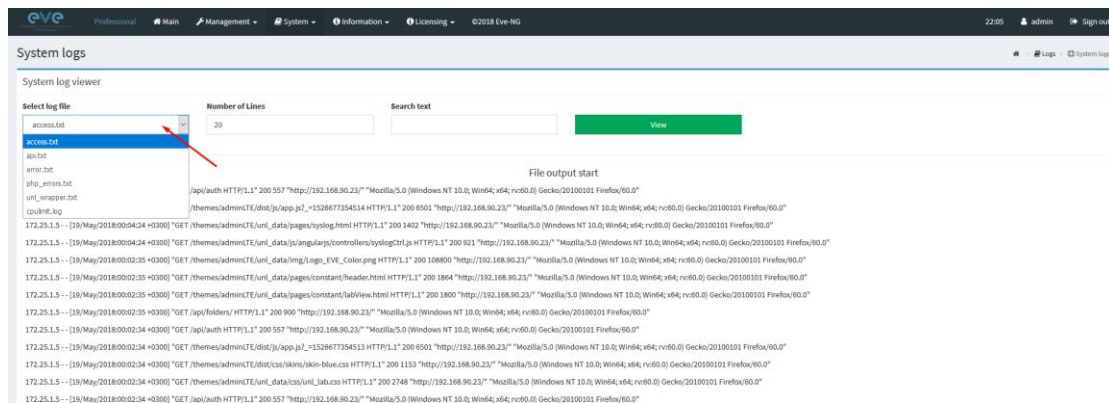 eve Professional Main Management System Information Licensing ©2018 Eve-NG 22:05 admin Sign out
System logs Logs System logs
System log viewer
Select log file Number of Lines Search text
access.txt 20 View
access.txt
api.txt
error.txt
php_errors.txt
unl_wrapper.txt
cpulimit.log
File output start
/api/auth HTTP/1.1" 200 557 "http://192.168.90.23/" "Mozilla/5.0 (Windows NT 10.0; Win64; x64; rv:60.0) Gecko/20100101 Firefox/60.0"
/themes/adminLTE/dist/js/app.js?_=1526677354514 HTTP/1.1" 200 6501 "http://192.168.90.23/" "Mozilla/5.0 (Windows NT 10.0; Win64; x64; rv:60.0) Gecko/20100101 Firefox/60.0"
172.25.1.5 - - [19/May/2018:00:04:24 +0300] "GET /themes/adminLTE/unl_data/pages/syslog.html HTTP/1.1" 200 1402 "http://192.168.90.23/" "Mozilla/5.0 (Windows NT 10.0; Win64; x64; rv:60.0) Gecko/20100101 Firefox/60.0"
172.25.1.5 - - [19/May/2018:00:04:24 +0300] "GET /themes/adminLTE/unl_data/js/angularjs/controllers/syslogCtrl.js HTTP/1.1" 200 921 "http://192.168.90.23/" "Mozilla/5.0 (Windows NT 10.0; Win64; x64; rv:60.0) Gecko/20100101 Firefox/60.0"
172.25.1.5 - - [19/May/2018:00:02:35 +0300] "GET /themes/adminLTE/unl_data/img/Logo_EVE_Color.png HTTP/1.1" 200 108800 "http://192.168.90.23/" "Mozilla/5.0 (Windows NT 10.0; Win64; x64; rv:60.0) Gecko/20100101 Firefox/60.0"
172.25.1.5 - - [19/May/2018:00:02:35 +0300] "GET /themes/adminLTE/unl_data/pages/constant/header.html HTTP/1.1" 200 1864 "http://192.168.90.23/" "Mozilla/5.0 (Windows NT 10.0; Win64; x64; rv:60.0) Gecko/20100101 Firefox/60.0"
172.25.1.5 - - [19/May/2018:00:02:35 +0300] "GET /themes/adminLTE/unl_data/pages/constant/labView.html HTTP/1.1" 200 1800 "http://192.168.90.23/" "Mozilla/5.0 (Windows NT 10.0; Win64; x64; rv:60.0) Gecko/20100101 Firefox/60.0"
172.25.1.5 - - [19/May/2018:00:02:35 +0300] "GET /api/folders/ HTTP/1.1" 200 900 "http://192.168.90.23/" "Mozilla/5.0 (Windows NT 10.0; Win64; x64; rv:60.0) Gecko/20100101 Firefox/60.0"
172.25.1.5 - - [19/May/2018:00:02:34 +0300] "GET /api/auth HTTP/1.1" 200 557 "http://192.168.90.23/" "Mozilla/5.0 (Windows NT 10.0; Win64; x64; rv:60.0) Gecko/20100101 Firefox/60.0"
172.25.1.5 - - [19/May/2018:00:02:34 +0300] "GET /themes/adminLTE/dist/js/app.js?_=1526677354513 HTTP/1.1" 200 6501 "http://192.168.90.23/" "Mozilla/5.0 (Windows NT 10.0; Win64; x64; rv:60.0) Gecko/20100101 Firefox/60.0"
172.25.1.5 - - [19/May/2018:00:02:34 +0300] "GET /themes/adminLTE/dist/css/skins/skin-blue.css HTTP/1.1" 200 1153 "http://192.168.90.23/" "Mozilla/5.0 (Windows NT 10.0; Win64; x64; rv:60.0) Gecko/20100101 Firefox/60.0"
172.25.1.5 - - [19/May/2018:00:02:34 +0300] "GET /themes/adminLTE/unl_data/css/unl_lab.css HTTP/1.1" 200 2748 "http://192.168.90.23/" "Mozilla/5.0 (Windows NT 10.0; Win64; x64; rv:60.0) Gecko/20100101 Firefox/60.0"
172.25.1.5 - - [19/May/2018:00:02:34 +0300] "GET /api/auth HTTP/1.1" 200 557 "http://192.168.90.23/" "Mozilla/5.0 (Windows NT 10.0; Win64; x64; rv:60.0) Gecko/20100101 Firefox/60.0"